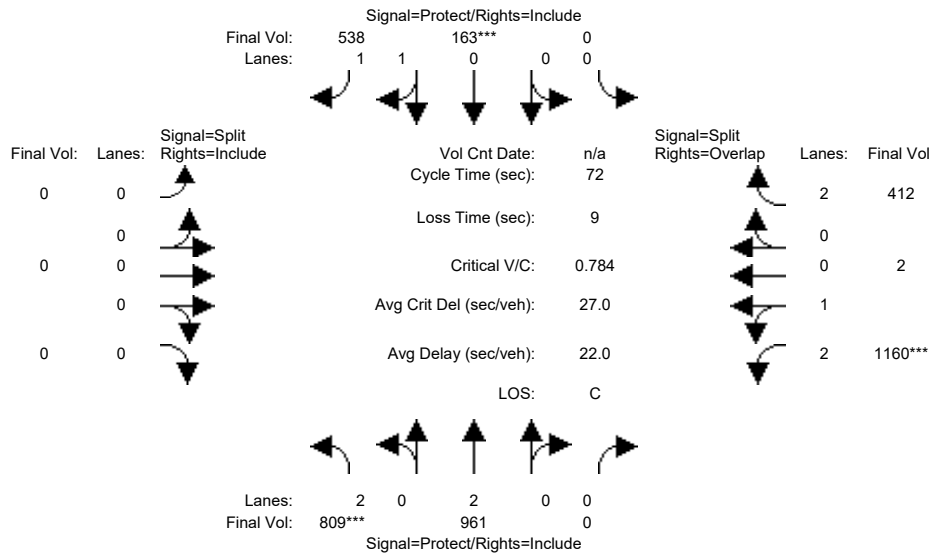 Signal=Protect/Rights=Include
Final Vol: 538 163*** 0
Lanes: 1 1 0 0 0
Signal=Split
Final Vol: Lanes: Rights=Include
Vol Cnt Date: n/a
Signal=Split
Rights=Overlap Lanes: Final Vol
Cycle Time (sec): 72
0 0
2 412
Loss Time (sec): 9
0
0
0 0
Critical V/C: 0.784
0 2
0
Avg Crit Del (sec/veh): 27.0
1
0 0
Avg Delay (sec/veh): 22.0
2 1160***
LOS: C
Lanes: 2 0 2 0 0
Final Vol: 809*** 961 0
Signal=Protect/Rights=Include